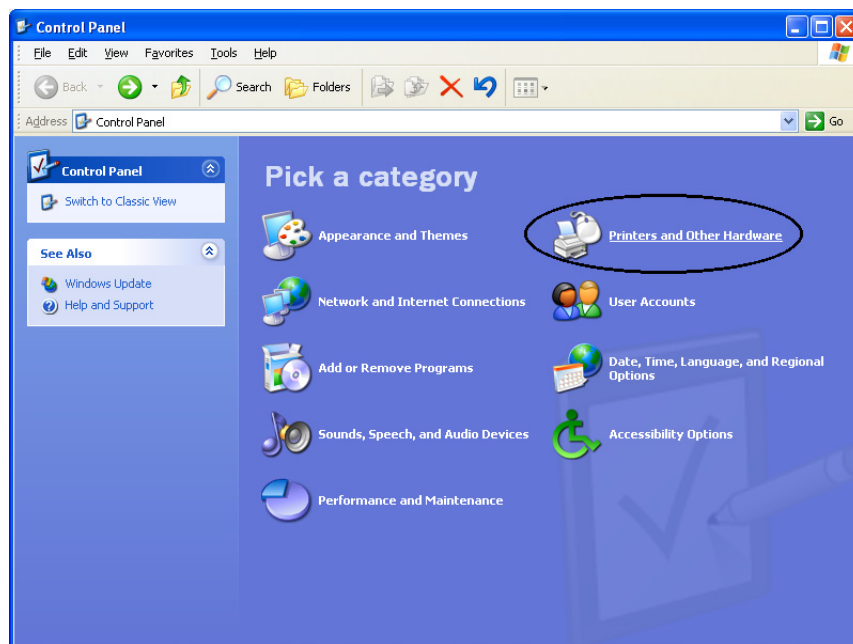 Control Panel
File Edit View Favorites Tools Help
Back Search Folders
Address Control Panel Go
Control Panel
Switch to Classic View
See Also
Windows Update
Help and Support
Pick a category
Appearance and Themes
Printers and Other Hardware
Network and Internet Connections
User Accounts
Add or Remove Programs
Date, Time, Language, and Regional
Options
Sounds, Speech, and Audio Devices
Accessibility Options
Performance and Maintenance